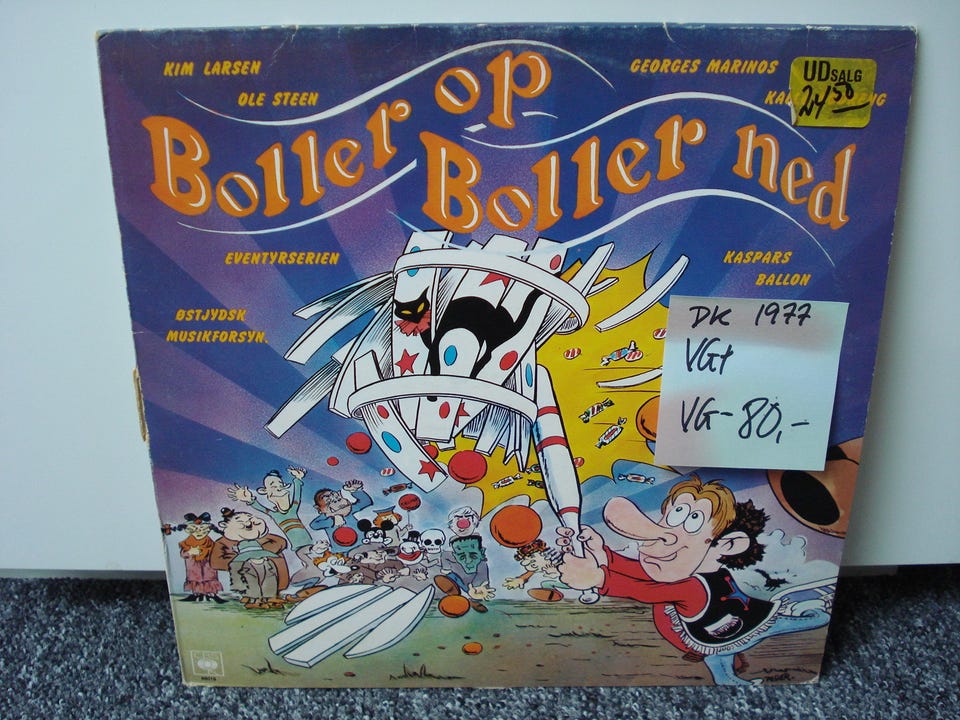 KIM LARSEN
OLE STEEN
GEORGES MARINOS
UDSALG
24 50
Boller op
Boller ned
EVENTYRSERIEN
KASPARS
BALLON
ØSTJYDSK
MUSIKFORSYN.
DK 1977
VG+
VG- 80,-
CBS